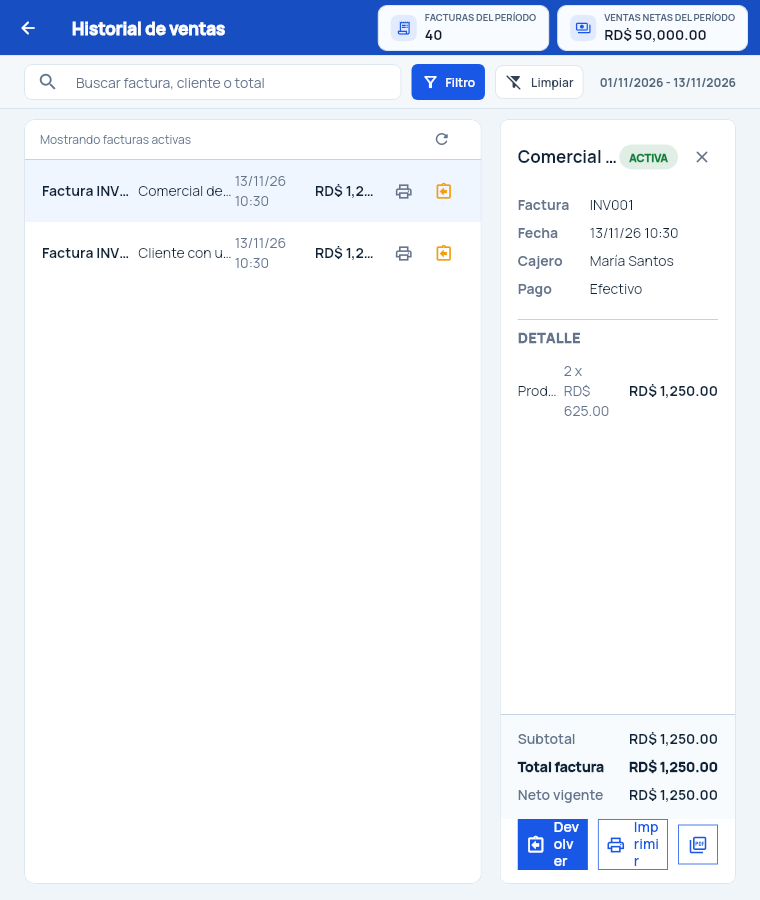 Historial de ventas
FACTURAS DEL PERÍODO
40
VENTAS NETAS DEL PERÍODO
RD$ 50,000.00
Buscar factura, cliente o total
Filtro
Limpiar
01/11/2026 - 13/11/2026
Mostrando facturas activas
Factura INV... Comercial de... 13/11/26
10:30
RD$ 1,2...
Factura INV... Cliente con u... 13/11/26
10:30
RD$ 1,2...
Comercial ... ACTIVA
Factura INV001
Fecha 13/11/26 10:30
Cajero María Santos
Pago Efectivo
DETALLE
Prod... 2 x
RD$
625.00
RD$ 1,250.00
Subtotal RD$ 1,250.00
Total factura RD$ 1,250.00
Neto vigente RD$ 1,250.00
Dev
olv
er
Imp
rimi
r
PDF